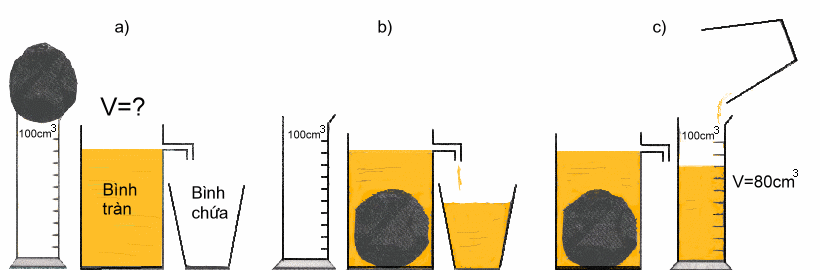 a)
V=?
100cm3
Bình
tràn
Bình
chứa
b)
100cm3
c)
100cm3
V=80cm3